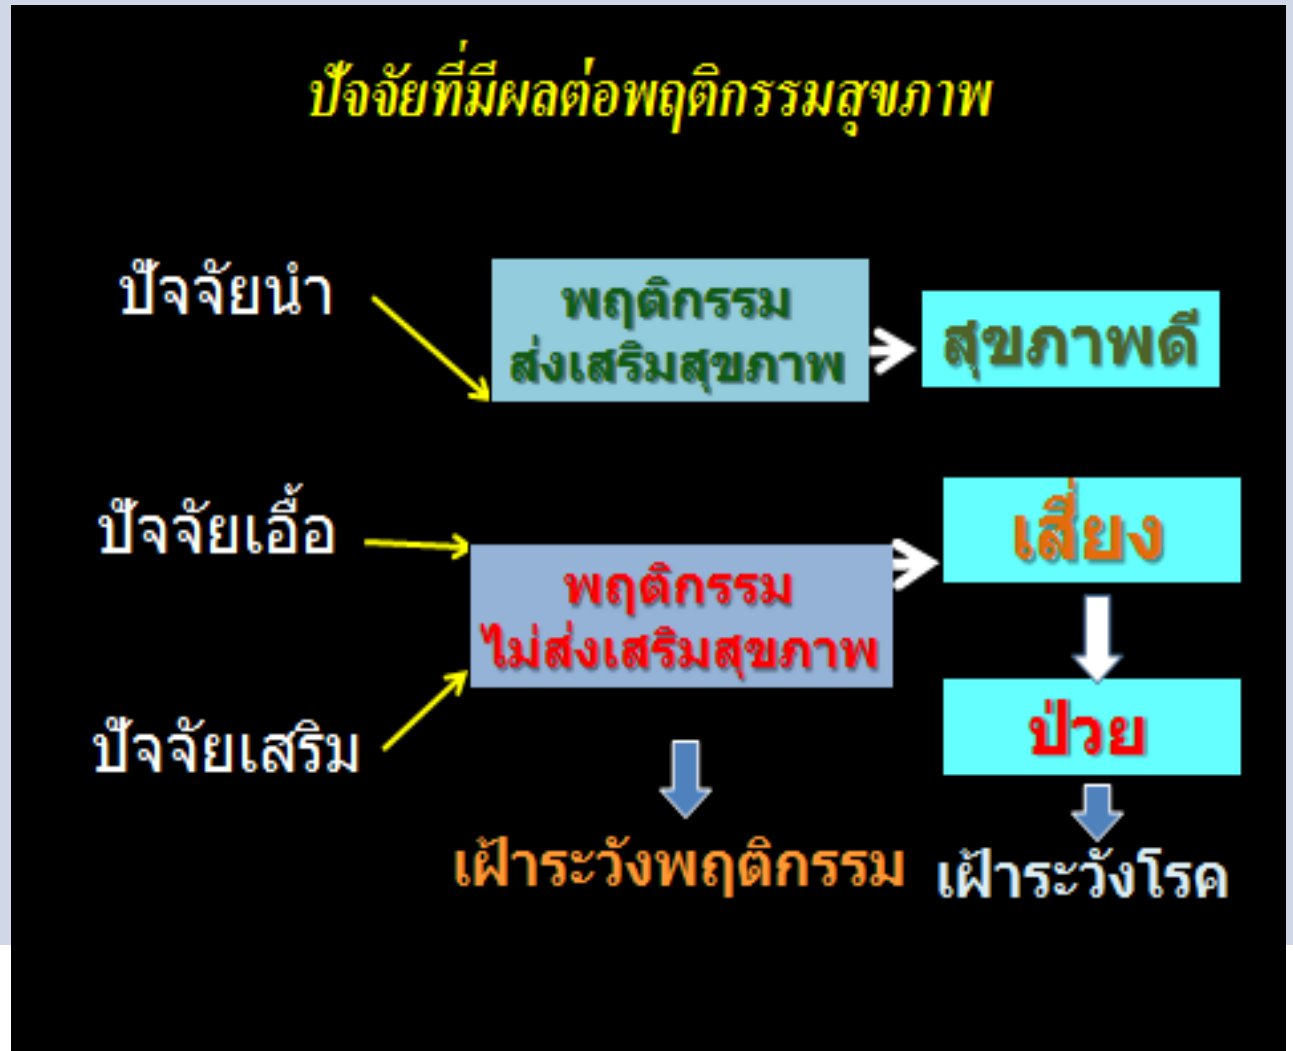 ปัจจัยที่มีผลต่อพฤติกรรมสุขภาพ
ปัจจัยนำ
พฤติกรรม
ส่งเสริมสุขภาพ
สุขภาพดี
ปัจจัยเอื้อ
เสี่ยง
พฤติกรรม
ไม่ส่งเสริมสุขภาพ
ปัจจัยเสริม
ป่วย
เฝ้าระวังพฤติกรรม
เฝ้าระวังโรค